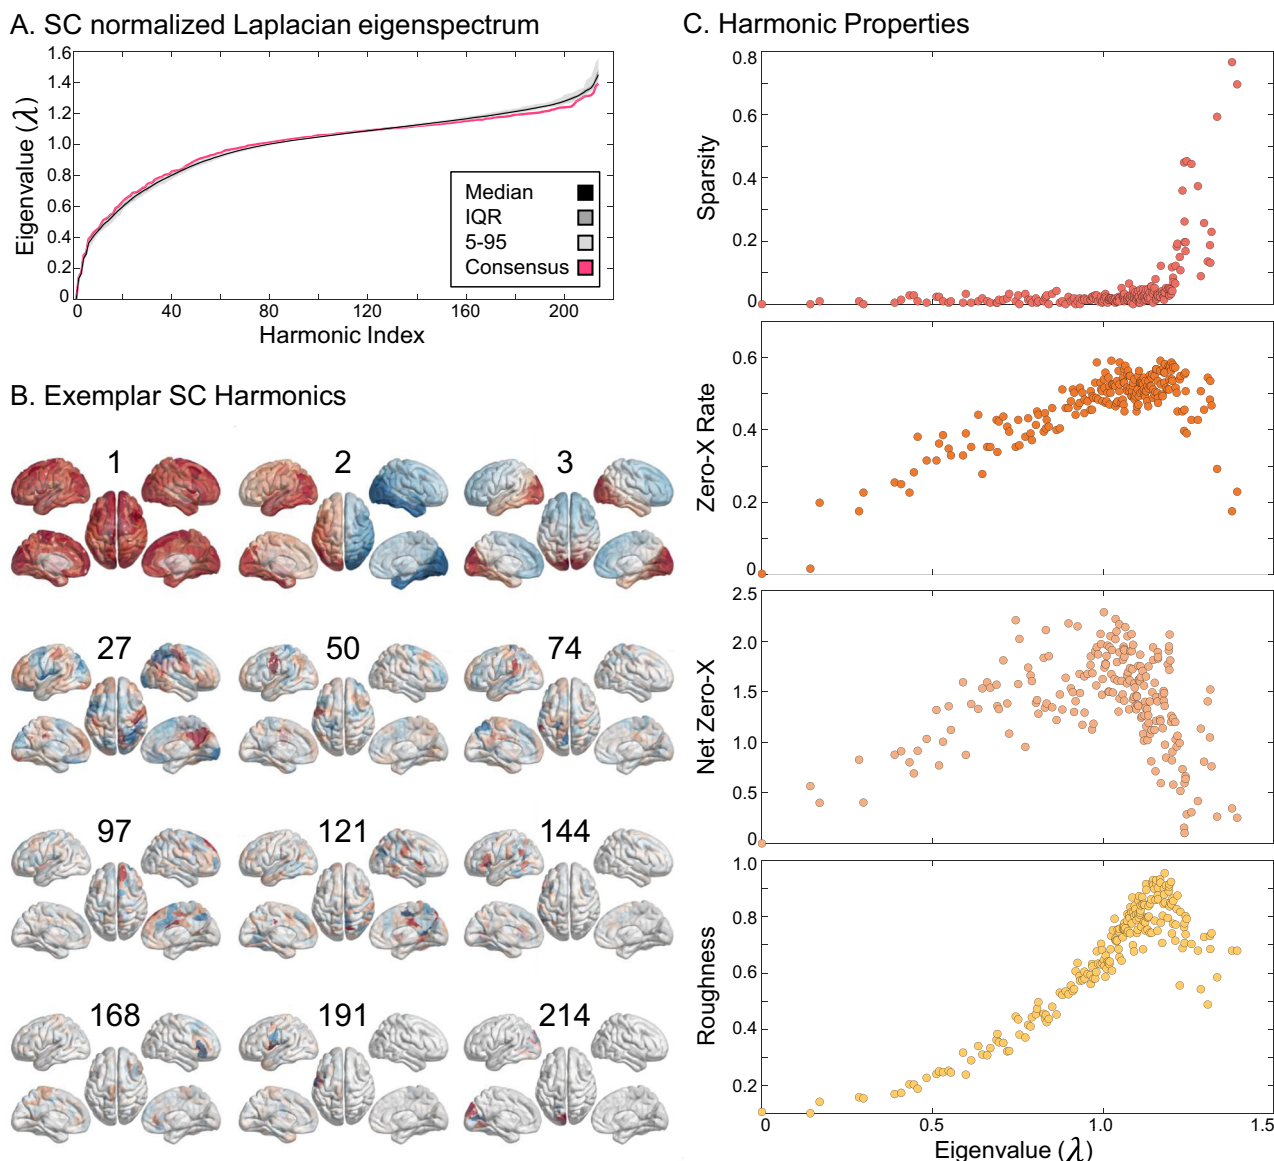 A. SC normalized Laplacian eigenspectrum
1.6
1.4
1.2
1.0
0.8
0.6
0.4
0.2
0
Eigenvalue (λ)
Median
IQR
5-95
Consensus
0 40 80 120 160 200
Harmonic Index
B. Exemplar SC Harmonics
1 2 3
27 50 74
97 121 144
168 191 214
C. Harmonic Properties
0.8
0.6
0.4
0.2
0
Sparsity
0.6
0.4
0.2
0
Zero-X Rate
2.5
2.0
1.5
1.0
0.5
0
Net Zero-X
1.0
0.8
0.6
0.4
0.2
Roughness
0 0.5 1.0 1.5
Eigenvalue (λ)